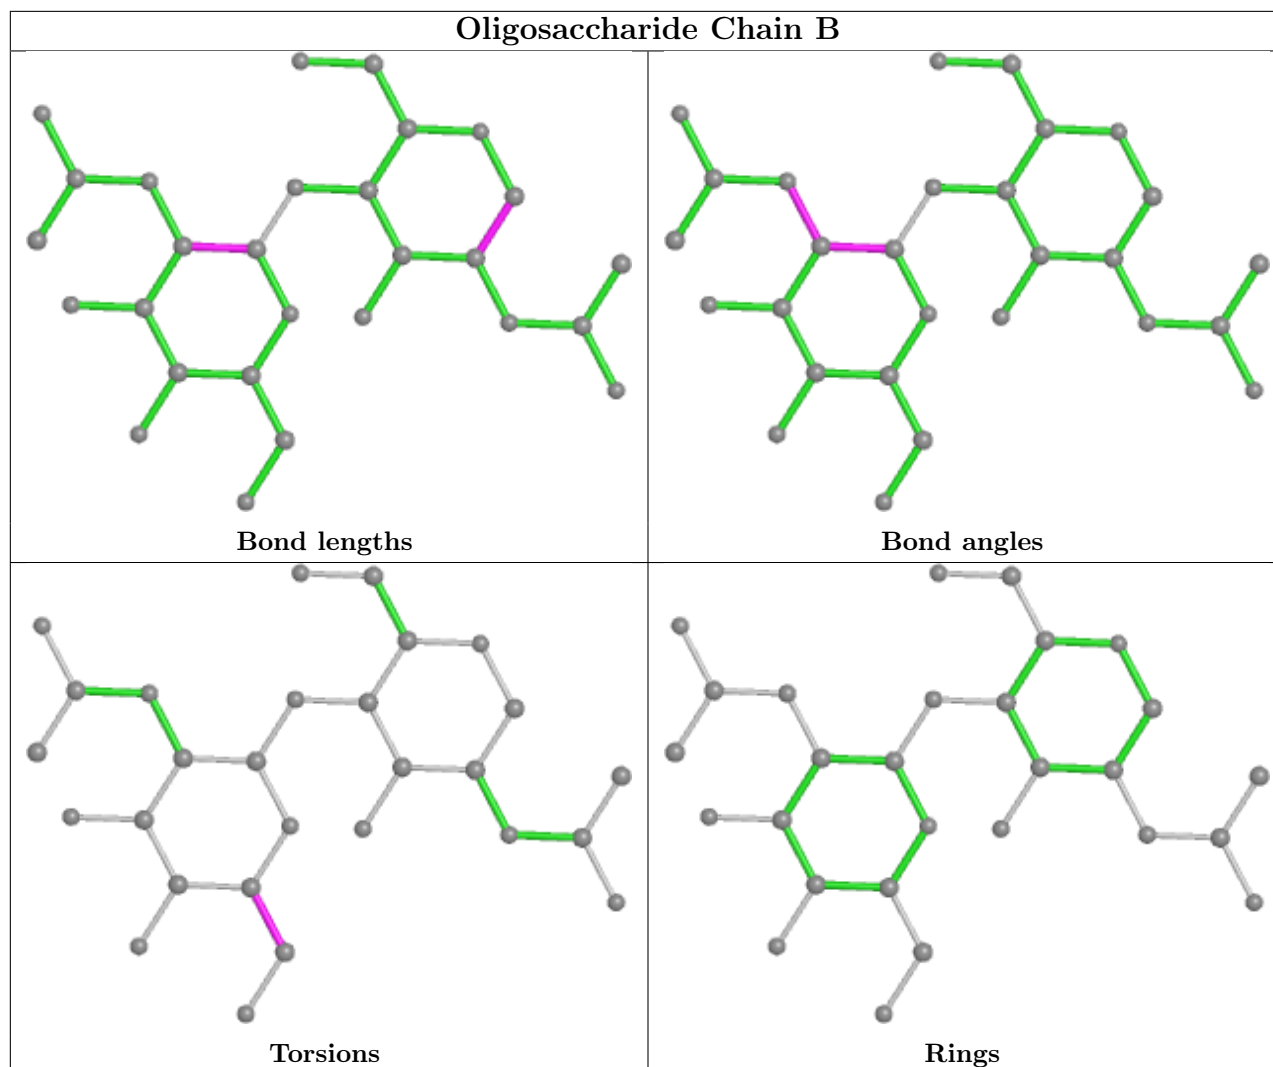 Oligosaccharide Chain B
Bond lengths
Bond angles
Torsions
Rings